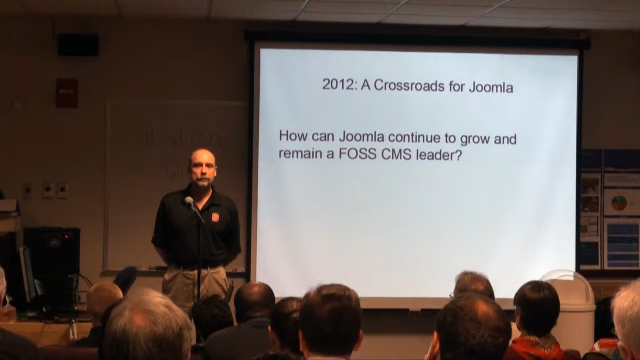 2012: A Crossroads for Joomla
How can Joomla continue to grow and
remain a FOSS CMS leader?